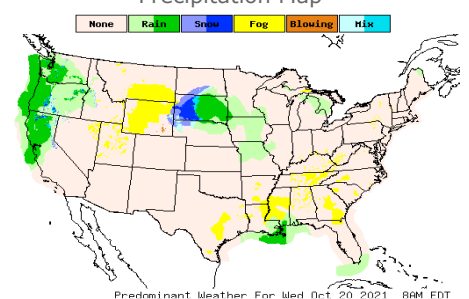 Precipitation Map
None Rain Snow Fog Blowing Mix
Predominant Weather For Wed Oct 20 2021 8AM EDT